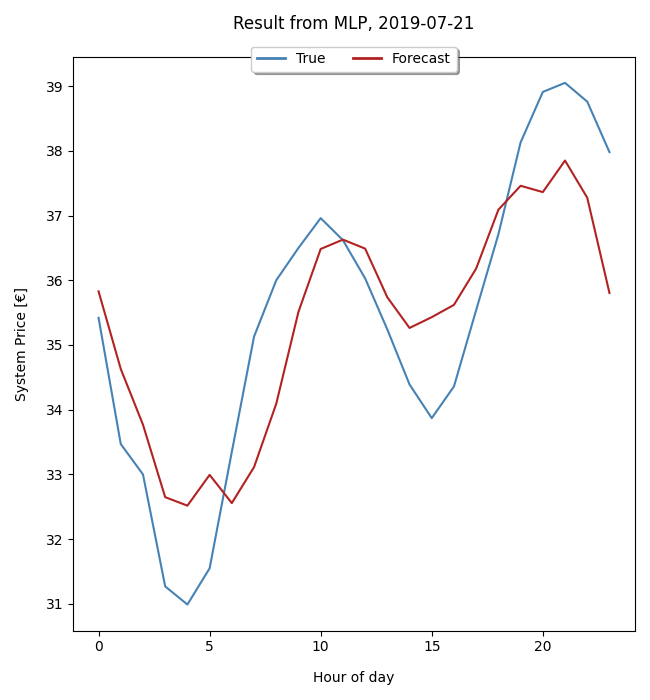 Result from MLP, 2019-07-21
True Forecast
39
38
37
36
35
34
33
32
31
System Price [€]
0 5 10 15 20
Hour of day